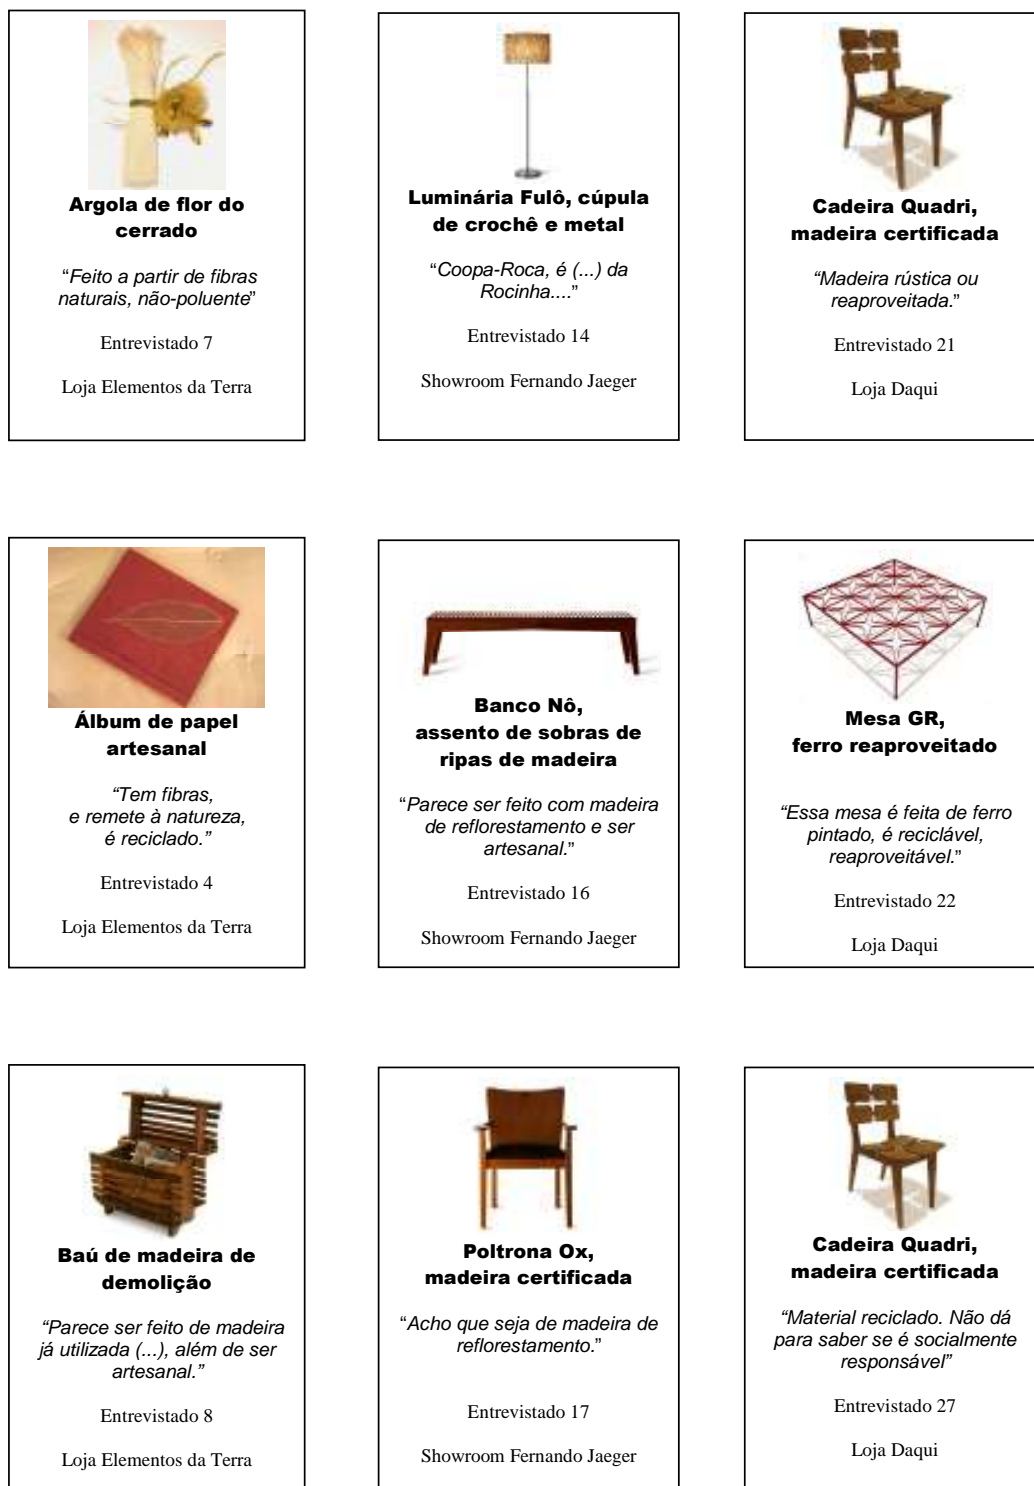 Argola de flor do
cerrado
“Feito a partir de fibras
naturais, não-poluente”
Entrevistado 7
Loja Elementos da Terra
Luminária Fulô, cúpula
de crochê e metal
“Coopa-Roca, é (...) da
Rocinha....”
Entrevistado 14
Showroom Fernando Jaeger
Cadeira Quadri,
madeira certificada
“Madeira rústica ou
reaproveitada.”
Entrevistado 21
Loja Daqui
Álbum de papel
artesanal
“Tem fibras,
e remete à natureza,
é reciclado.”
Entrevistado 4
Loja Elementos da Terra
Banco Nô,
assento de sobras de
ripas de madeira
“Parece ser feito com madeira
de reflorestamento e ser
artesanal.”
Entrevistado 16
Showroom Fernando Jaeger
Mesa GR,
ferro reaproveitado
“Essa mesa é feita de ferro
pintado, é reciclável,
reaproveitável.”
Entrevistado 22
Loja Daqui
Baú de madeira de
demolição
“Parece ser feito de madeira
já utilizada (...), além de ser
artesanal.”
Entrevistado 8
Loja Elementos da Terra
Poltrona Ox,
madeira certificada
“Acho que seja de madeira de
reflorestamento.”
Entrevistado 17
Showroom Fernando Jaeger
Cadeira Quadri,
madeira certificada
“Material reciclado. Não dá
para saber se é socialmente
responsável”
Entrevistado 27
Loja Daqui